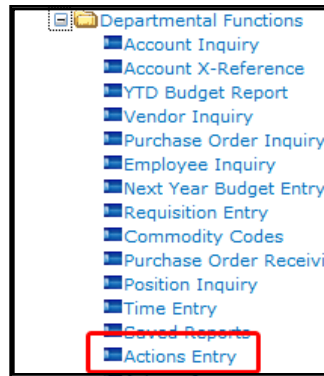 Departmental Functions
Account Inquiry
Account X-Reference
YTD Budget Report
Vendor Inquiry
Purchase Order Inquiry
Employee Inquiry
Next Year Budget Entry
Requisition Entry
Commodity Codes
Purchase Order Receivi
Position Inquiry
Time Entry
Saved Reports
Actions Entry